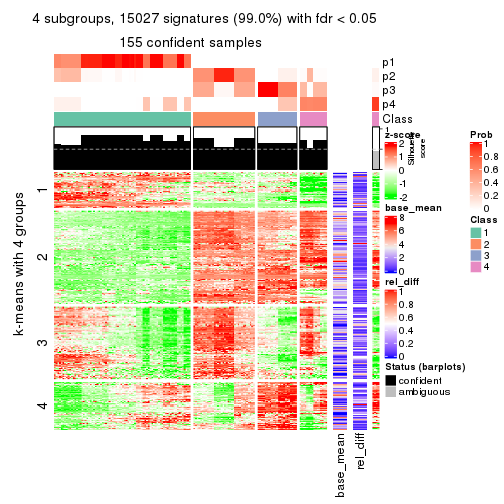 4 subgroups, 15027 signatures (99.0%) with fdr < 0.05
155 confident samples
p1
p2
p3
p4
Class
1
Silhouette
score
k-means with 4 groups
1
2
3
4
base_mean
rel_diff
z-score
2
1
0
-1
-2
base_mean
8
6
4
2
0
rel_diff
1
0.8
0.6
0.4
0.2
0
Status (barplots)
confident
ambiguous
Prob
1
0.8
0.6
0.4
0.2
0
Class
1
2
3
4